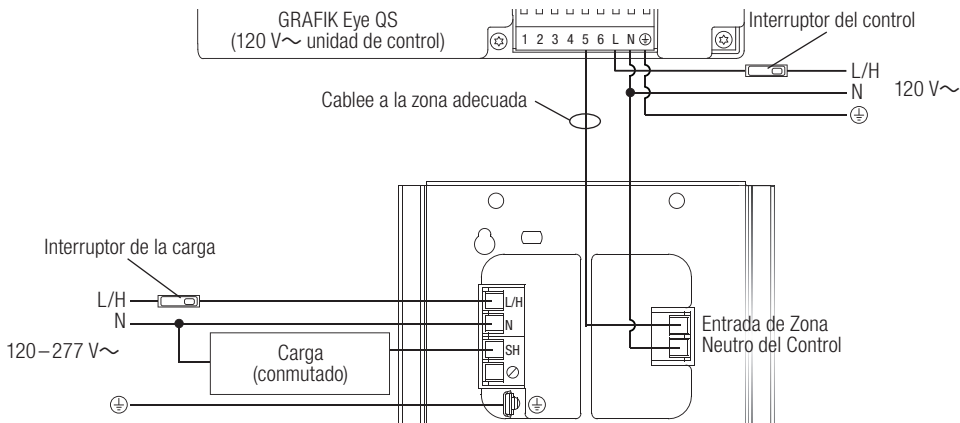 GRAFIK Eye QS
(120 V～ unidad de control)
1 2 3 4 5 6 L N
Interruptor del control
L/H
N
120 V～
Cablee a la zona adecuada
Interruptor de la carga
L/H
N
120–277 V～
Carga
(conmutado)
L/H
N
SH
Entrada de Zona
Neutro del Control